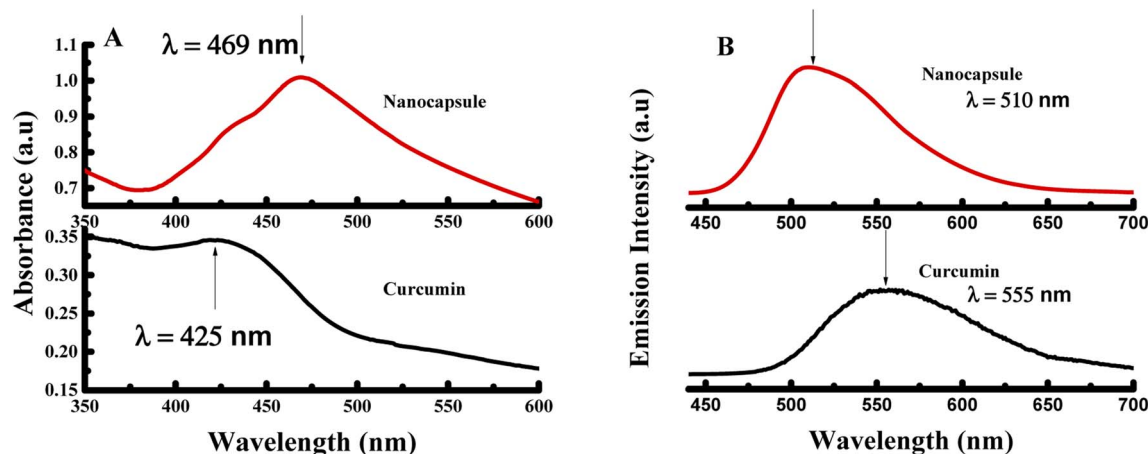 A
λ = 469 nm
Nanocapsule
1.1
1.0
0.9
0.8
0.7
350 400 450 500 550 600
0.35
0.30
0.25
0.20
0.15
Curcumin
λ = 425 nm
350 400 450 500 550 600
Absorbance (a.u)
Wavelength (nm)
B
Nanocapsule
λ = 510 nm
450 500 550 600 650 700
Curcumin
λ = 555 nm
450 500 550 600 650 700
Emission Intensity (a.u)
Wavelength (nm)